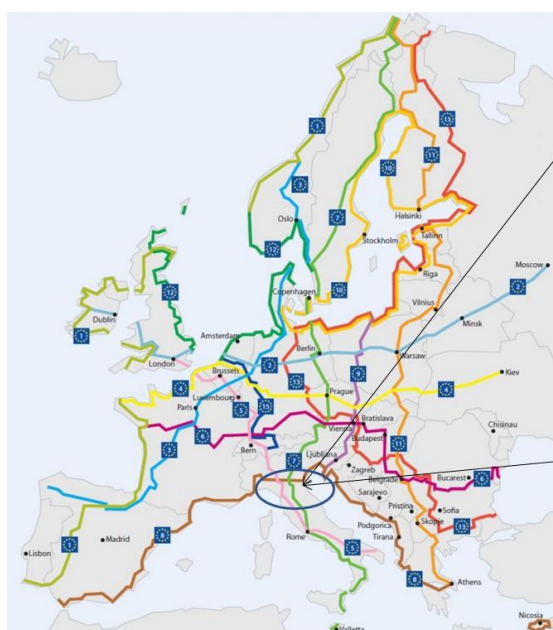 1
13
3
10
11
7
Oslo
Helsinki
12
Stockholm
Tallinn
Riga
Moscow
2
12
10
Copenhagen
Vilnius
Minsk
1
Dublin
Amsterdam
Berlin
Warsaw
London
2
Brussels
9
4
13
Kiev
4
Luxembourg
Prague
5
15
Paris
6
Vienna
Bratislava
Chisinau
Budapest
11
3
Bern
Ljubljana
7
Zagreb
Belgrade
Bucarest
6
Sarajevo
Pristina
Sofia
Podgorica
Skopje
13
1
Madrid
8
Rome
5
Tirana
Lisbon
8
Athens
Nicosia
Valletta